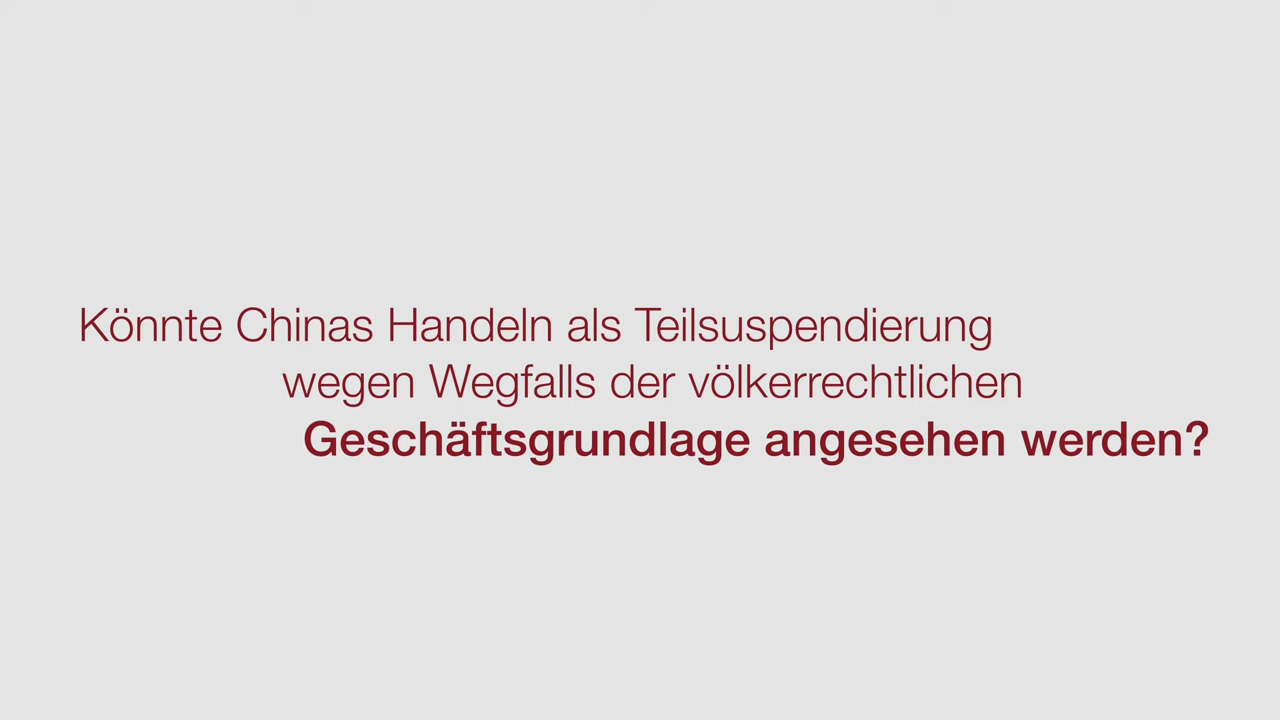 Könnte Chinas Handeln als Teilsuspendierung
wegen Wegfalls der völkerrechtlichen
Geschäftsgrundlage angesehen werden?